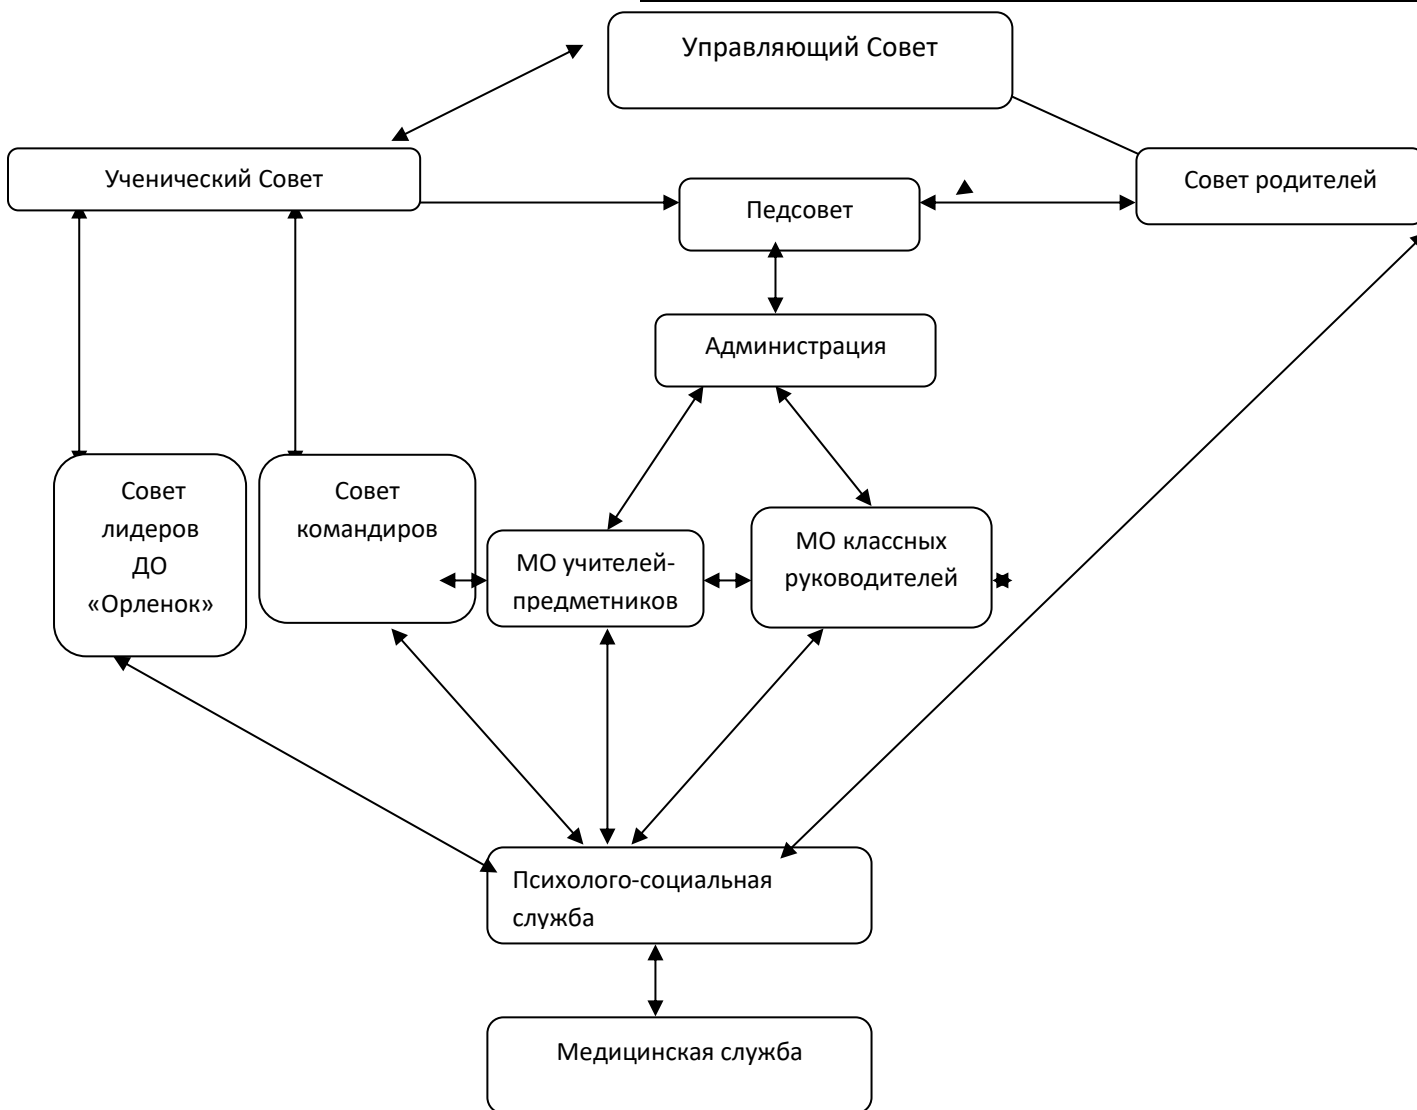 Управляющий Совет
Ученический Совет
Совет родителей
Педсовет
Администрация
Совет
лидеров
ДО
«Орленок»
Совет
командиров
МО учителей-
предметников
МО классных
руководителей
Психолого-социальная
служба
Медицинская служба